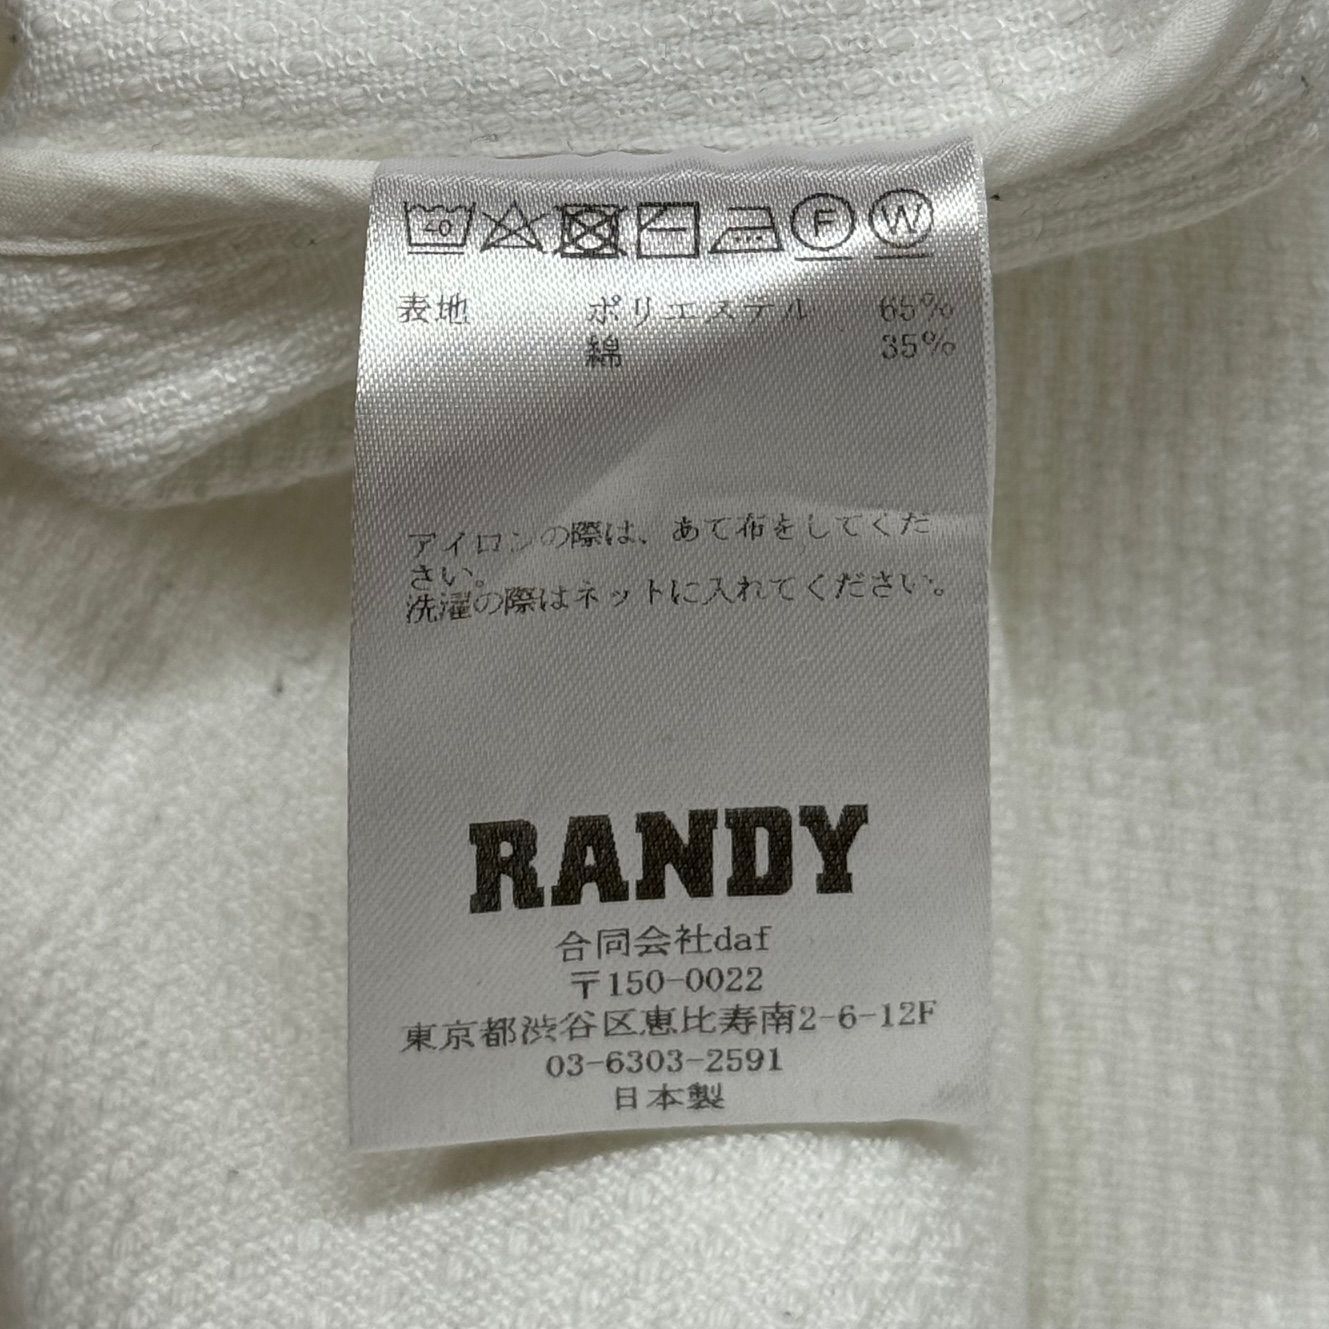 40 F W
表地 ポリエステル 65%
綿 35%
アイロンの際は、あて布をしてくだ
さい。
洗濯の際はネットに入れてください。
RANDY
合同会社daf
〒150-0022
東京都渋谷区恵比寿南2-6-12F
03-6303-2591
日本製